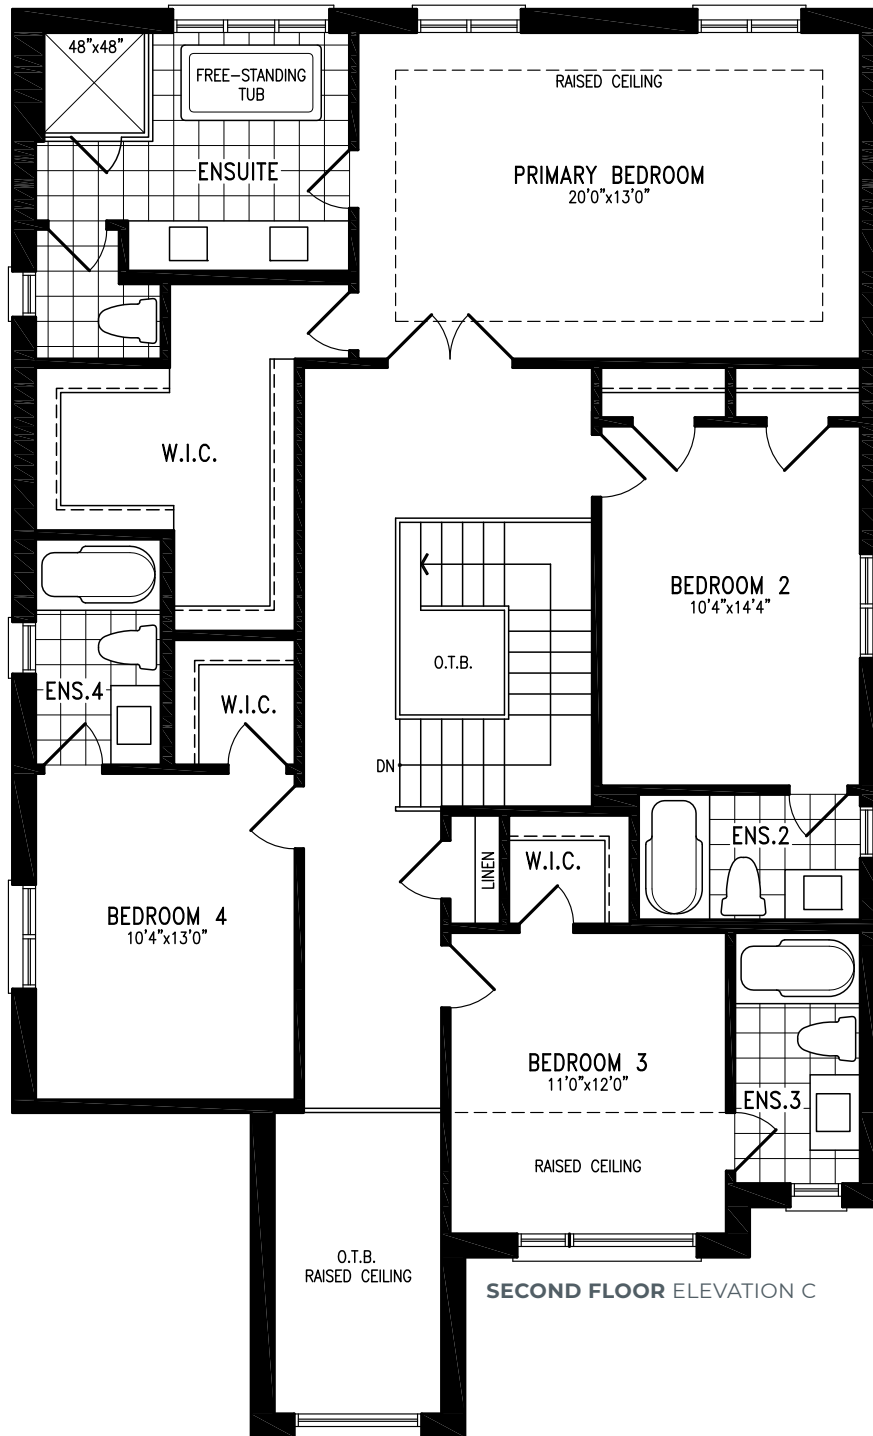 48"x48"
FREE-STANDING
TUB
ENSUITE
RAISED CEILING
PRIMARY BEDROOM
20'0"x13'0"
W.I.C.
BEDROOM 2
10'4"x14'4"
O.T.B.
DN
ENS.4
W.I.C.
ENS.2
LINEN
W.I.C.
BEDROOM 4
10'4"x13'0"
BEDROOM 3
11'0"x12'0"
ENS.3
RAISED CEILING
O.T.B.
RAISED CEILING
SECOND FLOOR ELEVATION C